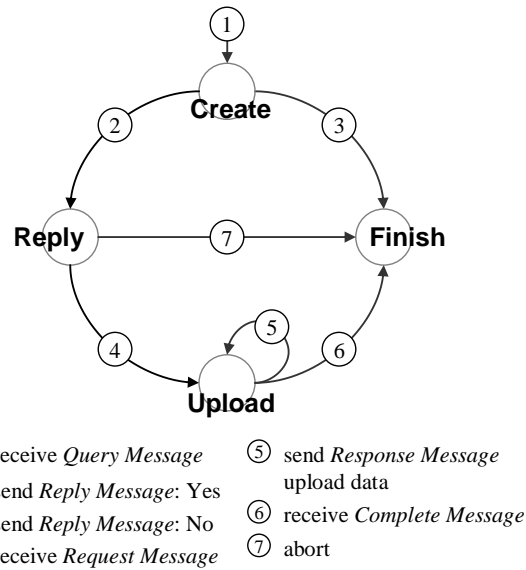 1
Create
2
3
Reply
7
Finish
4
5
6
Upload
eceive Query Message
end Reply Message: Yes
end Reply Message: No
eceive Request Message
5 send Response Message
upload data
6 receive Complete Message
7 abort